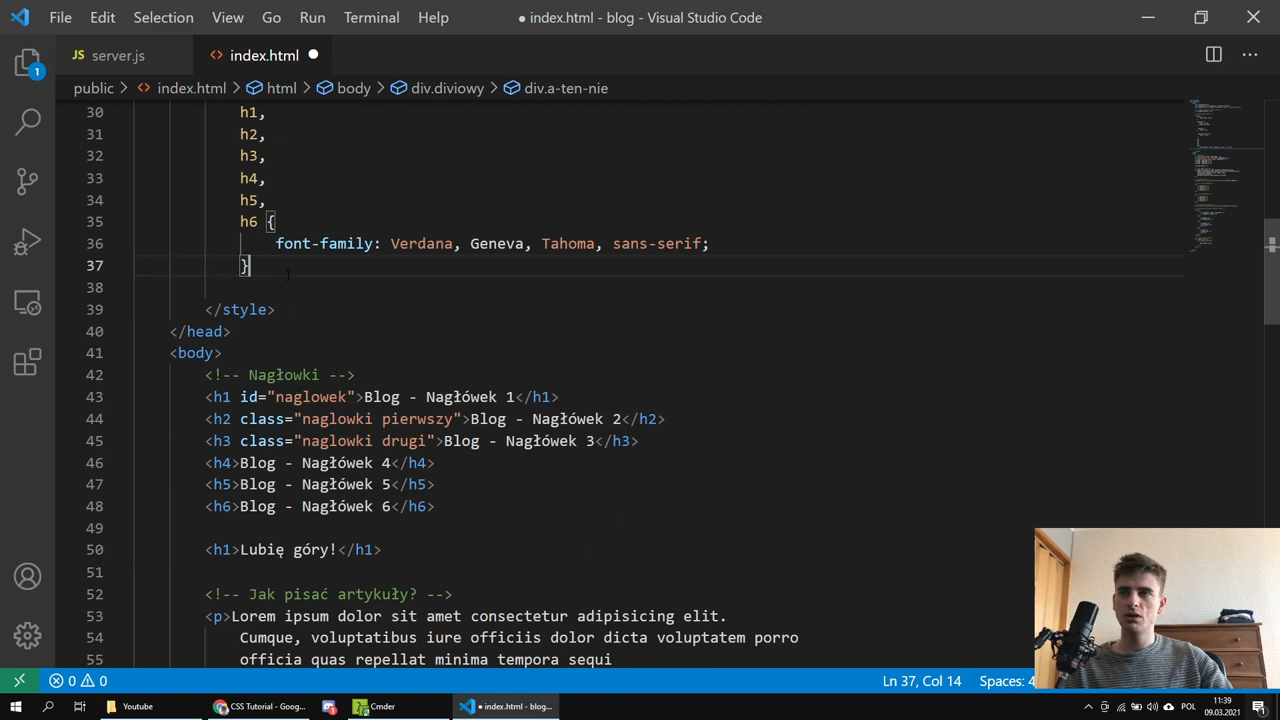 File Edit Selection View Go Run Terminal Help
● index.html - blog - Visual Studio Code
JS server.js
<> index.html ●
public > <> index.html > html > body > div.diviowy > div.a-ten-nie
1
30 h1,
31 h2,
32 h3,
33 h4,
34 h5,
35 h6 {
36 font-family: Verdana, Geneva, Tahoma, sans-serif;
37 }
38
39 </style>
40 </head>
41 <body>
42 <!-- Nagłowki -->
43 <h1 id="naglowek">Blog - Nagłówek 1</h1>
44 <h2 class="naglowki pierwszy">Blog - Nagłówek 2</h2>
45 <h3 class="naglowki drugi">Blog - Nagłówek 3</h3>
46 <h4>Blog - Nagłówek 4</h4>
47 <h5>Blog - Nagłówek 5</h5>
48 <h6>Blog - Nagłówek 6</h6>
49
50 <h1>Lubię góry!</h1>
51
52 <!-- Jak pisać artykuły? -->
53 <p>Lorem ipsum dolor sit amet consectetur adipisicing elit.
54 Cumque, voluptatibus iure officiis dolor dicta voluptatem porro
55 officia quas repellat minima tempora sequi
0 0 Ln 37, Col 14 Spaces: 4
Youtube
CSS Tutorial - Goog...
Cmder
● index.html - blog...
POL
11:39
09.03.2021
1